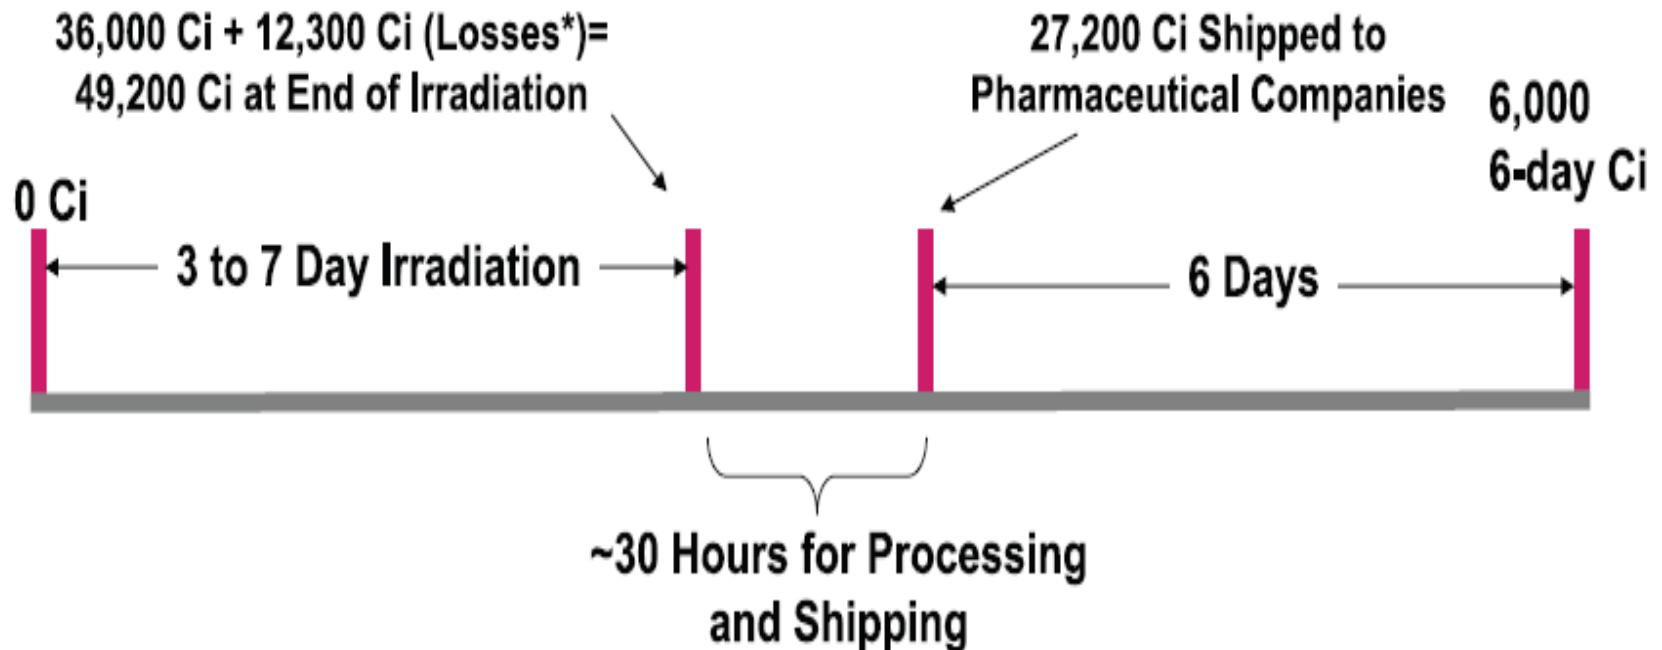 36,000 Ci + 12,300 Ci (Losses*)=
49,200 Ci at End of Irradiation
27,200 Ci Shipped to
Pharmaceutical Companies
6,000
6-day Ci
0 Ci
3 to 7 Day Irradiation
6 Days
~30 Hours for Processing
and Shipping